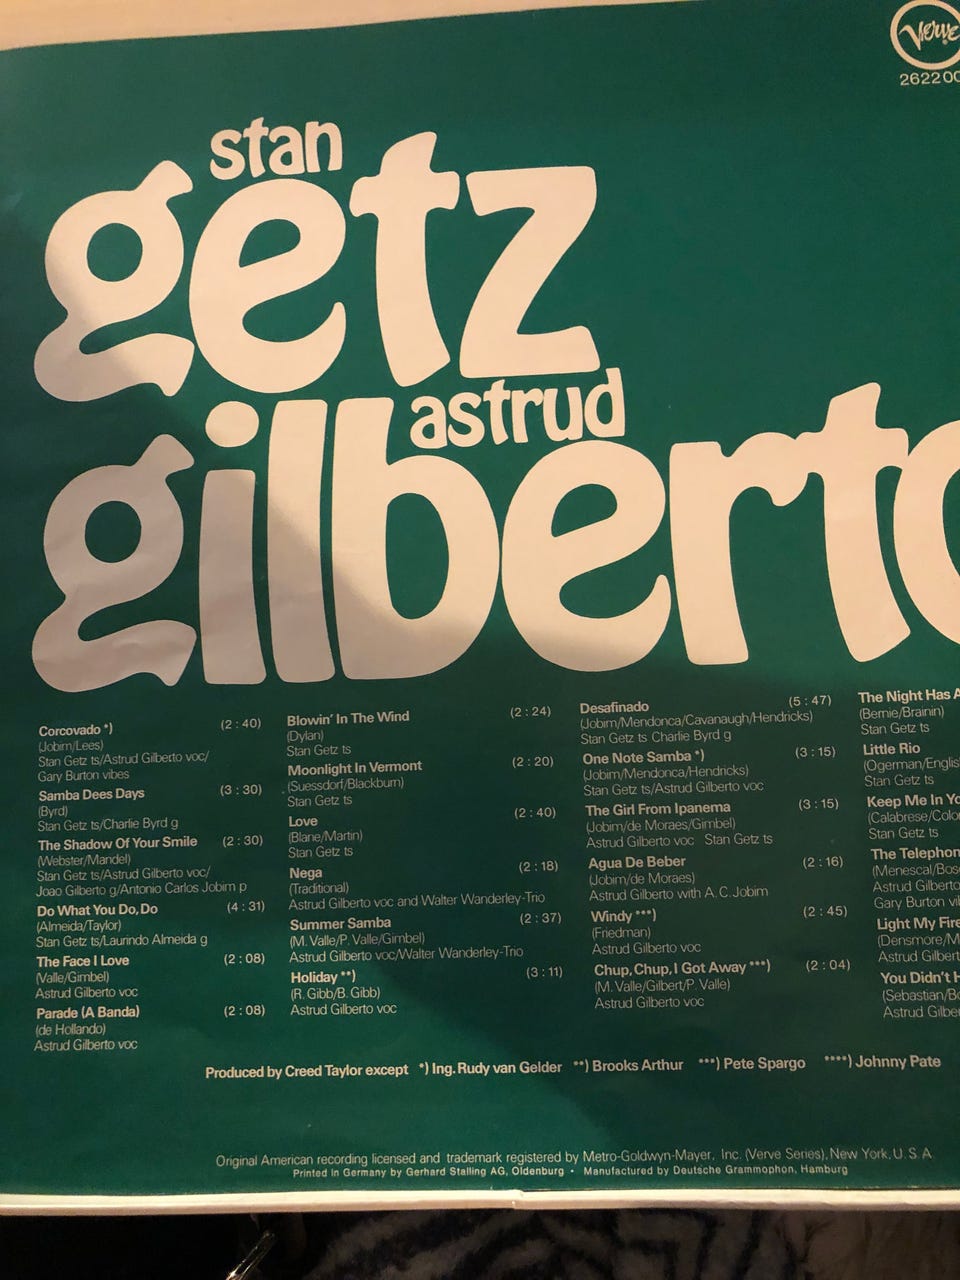 Verve
262200
stan
getz
astrud
gilberto
Corcovado *) (2:40)
(Jobim/Lees)
Stan Getz ts/Astrud Gilberto voc/
Gary Burton vibes
Samba Dees Days (3:30)
(Byrd)
Stan Getz ts/Charlie Byrd g
The Shadow Of Your Smile (2:30)
(Webster/Mandel)
Stan Getz ts/Astrud Gilberto voc/
Joao Gilberto g/Antonio Carlos Jobim p
Do What You Do, Do (4:31)
(Almeida/Taylor)
Stan Getz ts/Laurindo Almeida g
The Face I Love (2:08)
(Valle/Gimbel)
Astrud Gilberto voc
Parade (A Banda) (2:08)
(de Hollando)
Astrud Gilberto voc
Blowin' In The Wind (2:24)
(Dylan)
Stan Getz ts
Moonlight In Vermont (2:20)
(Suessdorf/Blackburn)
Stan Getz ts
Love (2:40)
(Blane/Martin)
Stan Getz ts
Nega (2:18)
(Traditional)
Astrud Gilberto voc and Walter Wanderley-Trio
Summer Samba (2:37)
(M. Valle/P. Valle/Gimbel)
Astrud Gilberto voc/Walter Wanderley-Trio
Holiday **) (3:11)
(R. Gibb/B. Gibb)
Astrud Gilberto voc
Desafinado (5:47)
(Jobim/Mendonca/Cavanaugh/Hendricks)
Stan Getz ts Charlie Byrd g
One Note Samba *) (3:15)
(Jobim/Mendonca/Hendricks)
Stan Getz ts/Astrud Gilberto voc
The Girl From Ipanema (3:15)
(Jobim/de Moraes/Gimbel)
Astrud Gilberto voc Stan Getz ts
Agua De Beber (2:16)
(Jobim/de Moraes)
Astrud Gilberto with A.C. Jobim
Windy ***) (2:45)
(Friedman)
Astrud Gilberto voc
Chup, Chup, I Got Away ***) (2:04)
(M. Valle/Gilbert/P. Valle)
Astrud Gilberto voc
The Night Has A
(Bernie/Brainin)
Stan Getz ts
Little Rio
(Ogerman/Englis
Stan Getz ts
Keep Me In Yo
(Calabrese/Color
Stan Getz ts
The Telephon
(Menescal/Bos
Astrud Gilberto
Gary Burton vi
Light My Fire
(Densmore/M
Astrud Gilbert
You Didn't H
(Sebastian/Bo
Astrud Gilbe
Produced by Creed Taylor except *) Ing. Rudy van Gelder **) Brooks Arthur ***) Pete Spargo ****) Johnny Pate
Original American recording licensed and trademark registered by Metro-Goldwyn-Mayer, Inc. (Verve Series), New York, U.S.A
Printed in Germany by Gerhard Stalling AG, Oldenburg • Manufactured by Deutsche Grammophon, Hamburg